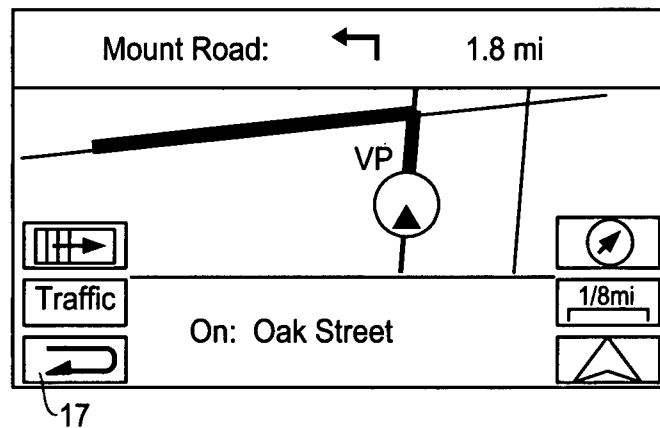 Mount Road: 1.8 mi
VP
Traffic
1/8mi
On: Oak Street
17